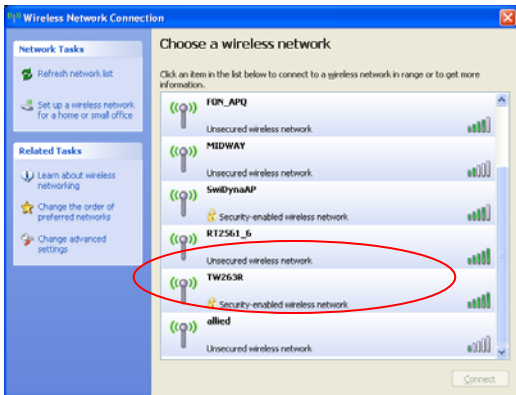 Wireless Network Connection
Network Tasks
Refresh network list
Set up a wireless network
for a home or small office
Related Tasks
Learn about wireless
networking
Change the order of
preferred networks
Change advanced
settings
Choose a wireless network
Click an item in the list below to connect to a wireless network in range or to get more
information.
FON_APQ
Unsecured wireless network
MIDWAY
Unsecured wireless network
SwiDynaAP
Security-enabled wireless network
RT2561_6
Unsecured wireless network
TW263R
Security-enabled wireless network
allied
Unsecured wireless network
Connect